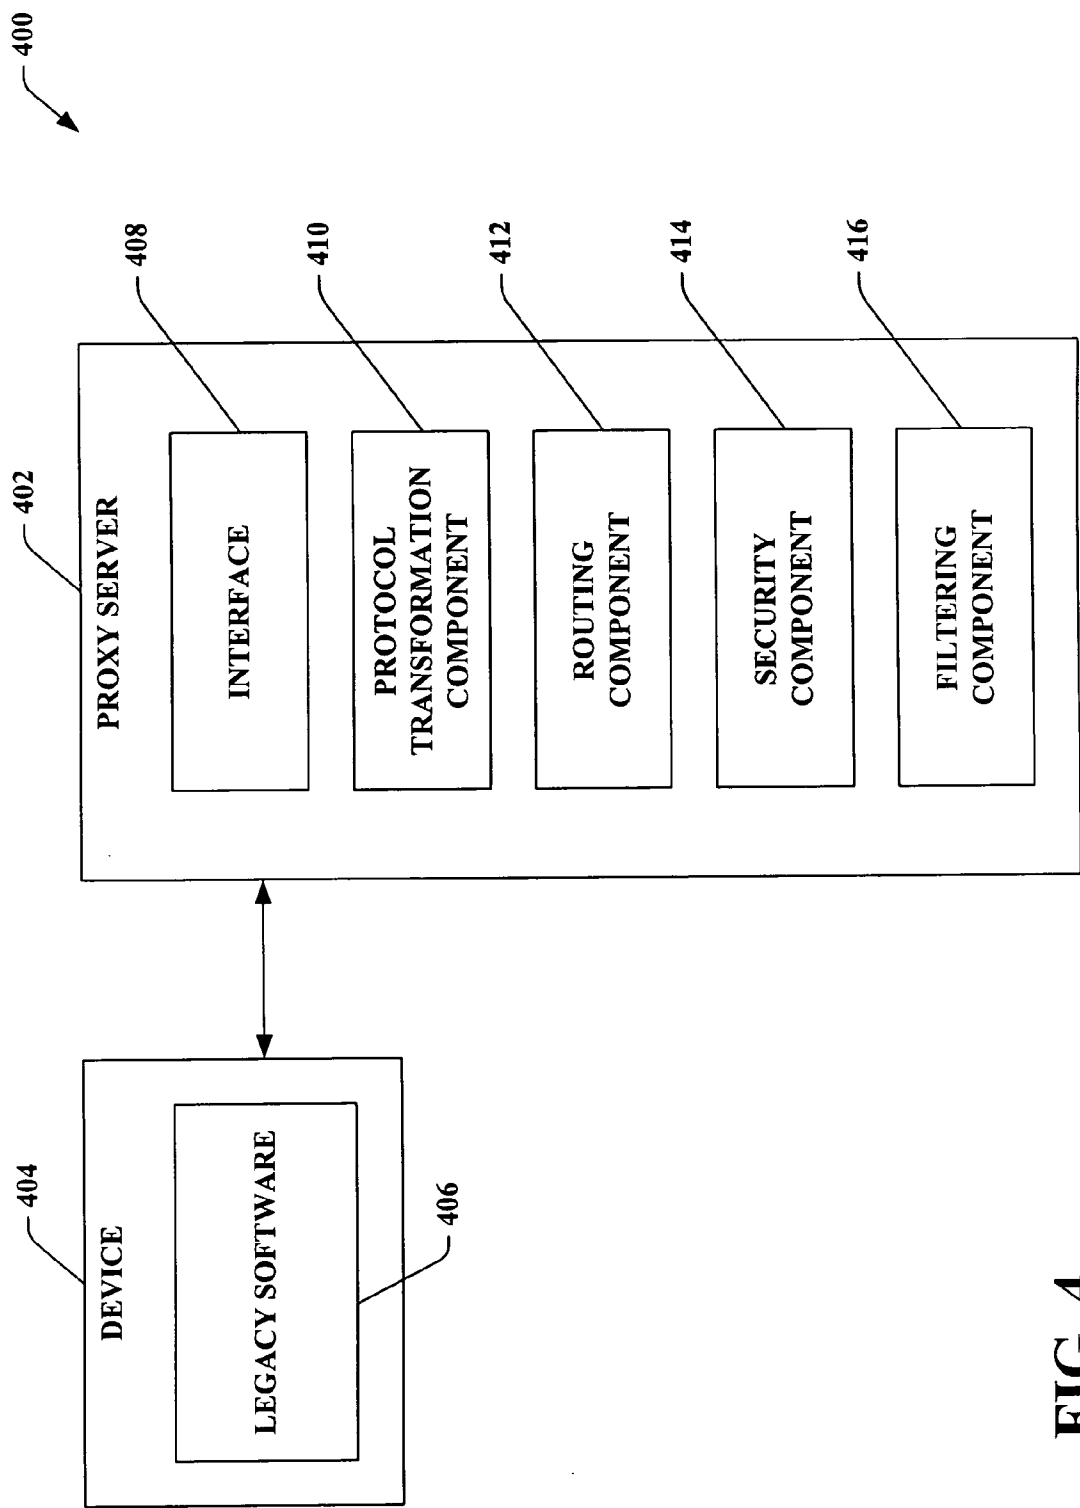 400
402
PROXY SERVER
INTERFACE
408
PROTOCOL
TRANSFORMATION
COMPONENT
410
ROUTING
COMPONENT
412
SECURITY
COMPONENT
414
FILTERING
COMPONENT
416
404
DEVICE
LEGACY SOFTWARE
406
FIG. 4